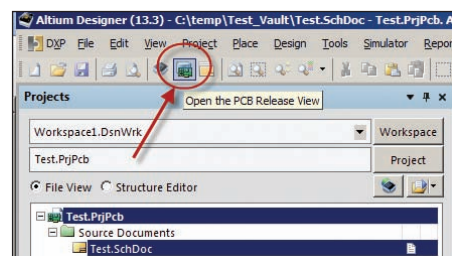 Altium Designer (13.3) - C:\temp\Test_Vault\Test.SchDoc - Test.PrjPcb. A
DXP File Edit View Project Place Design Tools Simulator Repor
Open the PCB Release View
Projects
Workspace1.DsnWrk Workspace
Test.PrjPcb Project
File View Structure Editor
Test.PrjPcb
Source Documents
Test.SchDoc